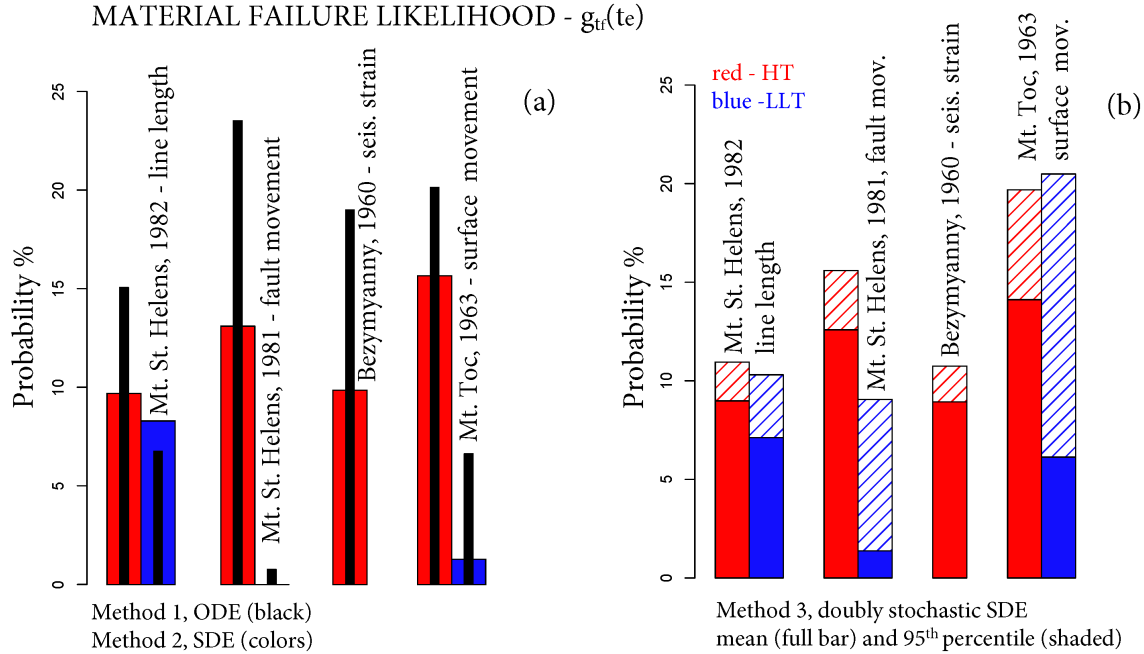 MATERIAL FAILURE LIKELIHOOD - gtf(te)
(a)
Probability %
0
5
10
15
20
25
Mt. St. Helens, 1982 - line length
Mt. St. Helens, 1981 - fault movement
Bezymyanny, 1960 - seis. strain
Mt. Toc, 1963 - surface movement
Method 1, ODE (black)
Method 2, SDE (colors)
red - HT
blue -LLT
(b)
Probability %
0
5
10
15
20
25
Mt. St. Helens, 1982
line length
Mt. St. Helens, 1981, fault mov.
Bezymyanny, 1960 - seis. strain
Mt. Toc, 1963
surface mov.
Method 3, doubly stochastic SDE
mean (full bar) and 95th percentile (shaded)